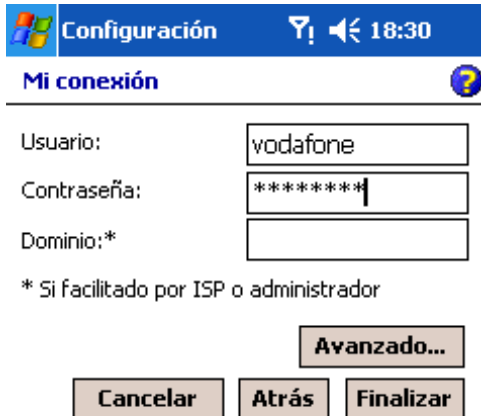 Configuración 18:30
Mi conexión ?
Usuario: vodafone
Contraseña: ********
Dominio:*
* Si facilitado por ISP o administrador
Avanzado...
Cancelar Atrás Finalizar